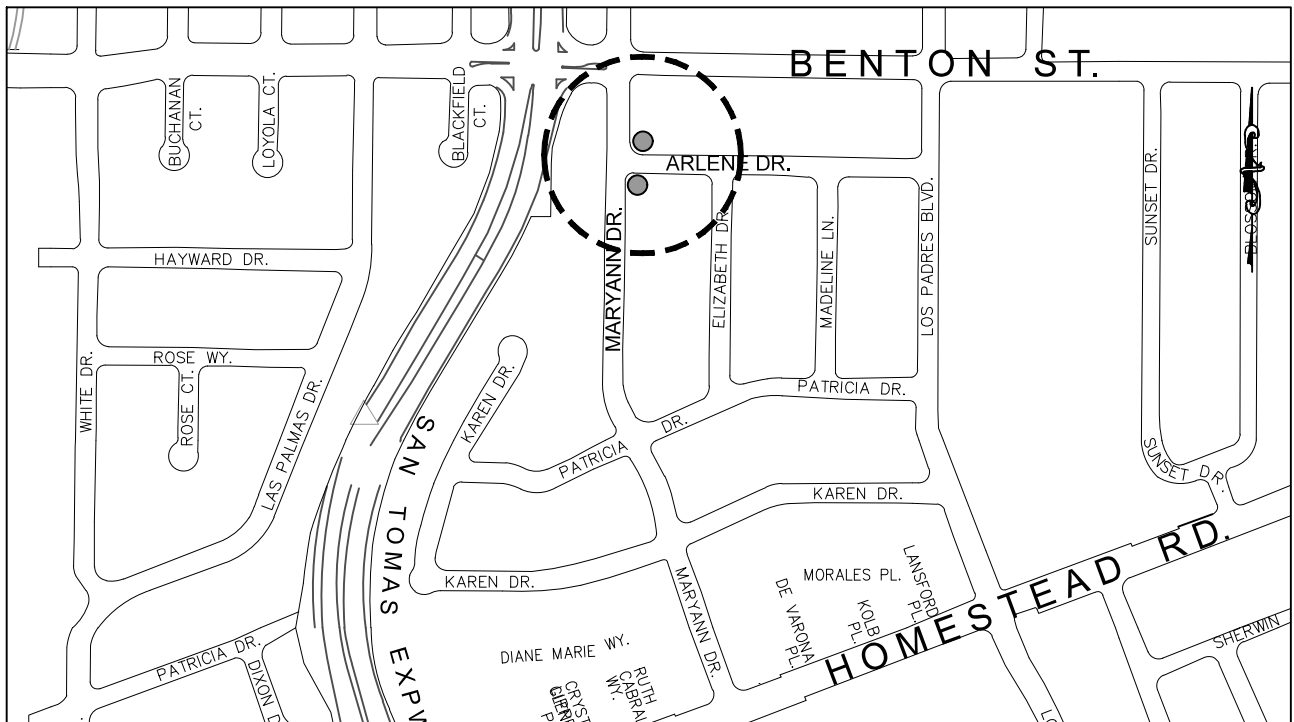 BENTON ST.
BUCHANAN
CT.
LOYOLA CT.
BLACKFIELD
CT.
ARLENE DR.
MARYANN DR.
ELIZABETH DR.
MADELINE LN.
LOS PADRES BLVD.
SUNSET DR.
HAYWARD DR.
WHITE DR.
ROSE WY.
ROSE CT.
LAS PALMAS DR.
KAREN DR.
PATRICIA DR.
PATRICIA DR.
SUNSET DR.
KAREN DR.
SAN TOMAS EXPW
KAREN DR.
MARYANN DR.
MORALES PL.
LANSFORD
PL.
DE VARONA
PL.
KOLB
PL.
HOMESTEAD RD.
SHERWIN
PATRICIA DR.
DIXON D
DIANE MARIE WY.
RUTH
CABRAL
WY.
CRYST